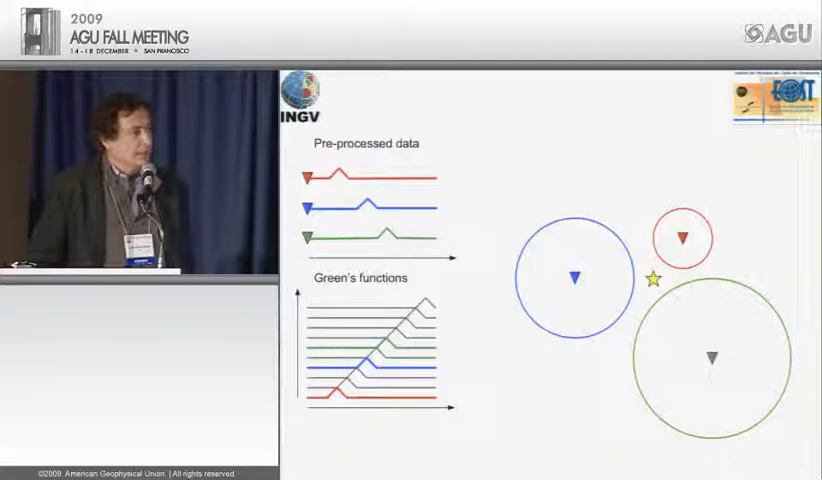 2009
AGU FALL MEETING
14 - 18 DECEMBER • SAN FRANCISCO
AGU
INGV
EOST
Pre-processed data
Green's functions
©2009. American Geophysical Union. | All rights reserved.